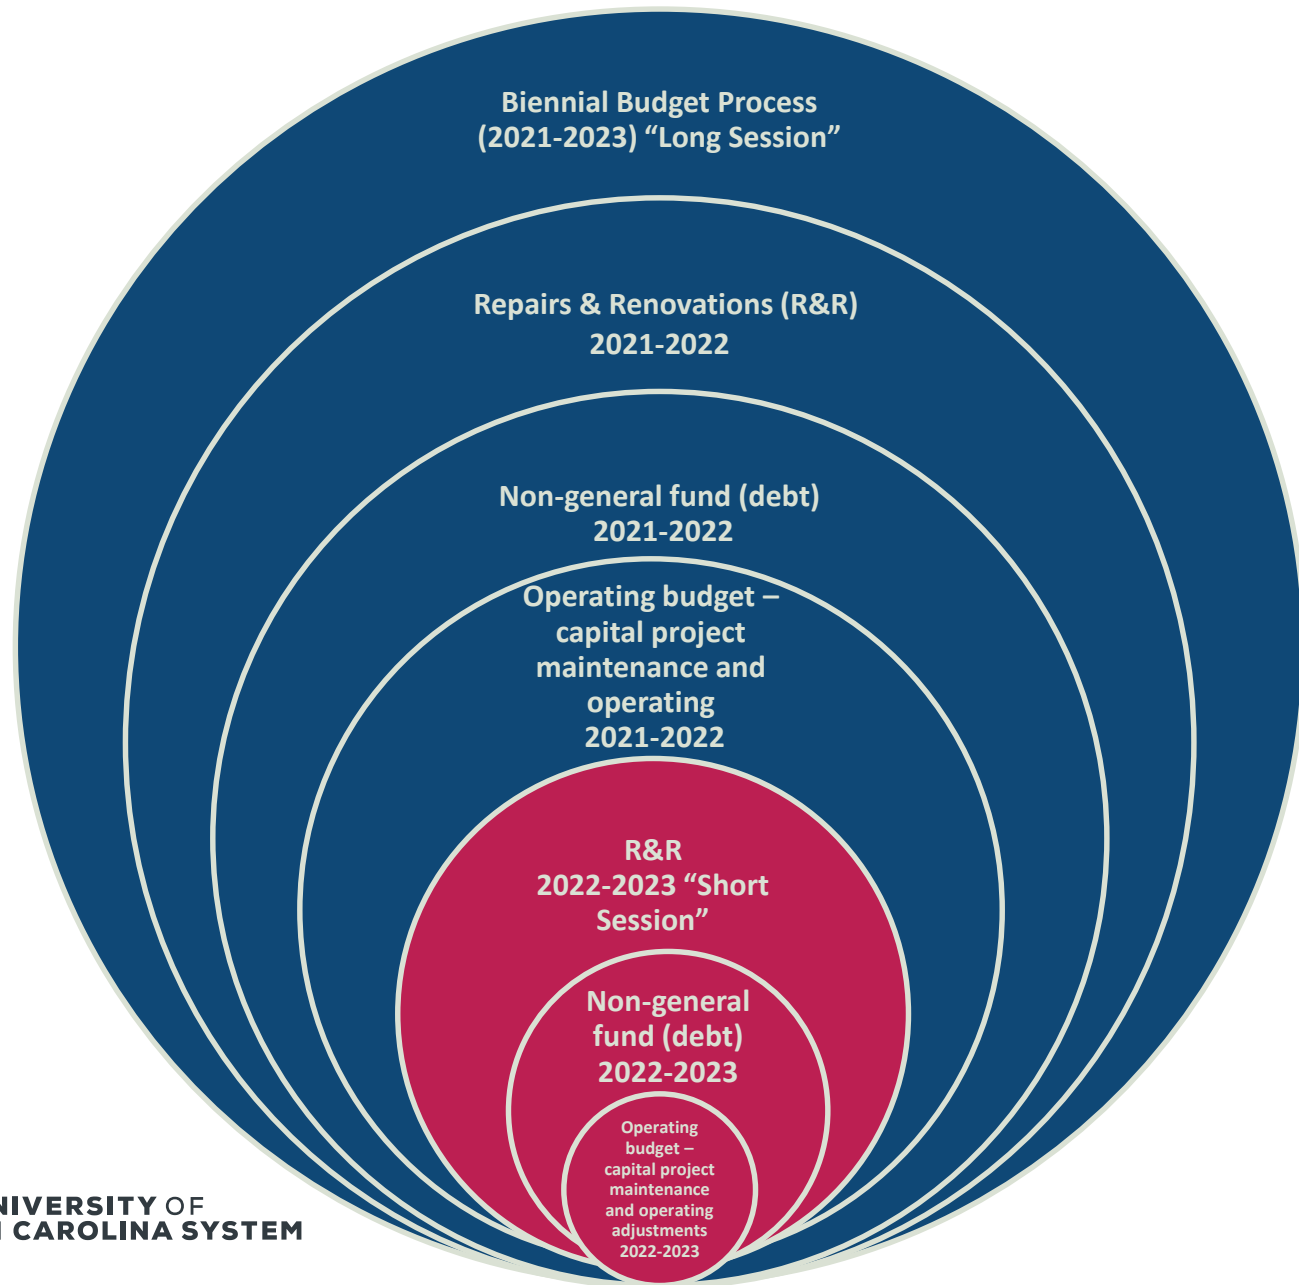 Biennial Budget Process
(2021-2023) “Long Session”
Repairs & Renovations (R&R)
2021-2022
Non-general fund (debt)
2021-2022
Operating budget –
capital project
maintenance and
operating
2021-2022
R&R
2022-2023 “Short
Session”
Non-general
fund (debt)
2022-2023
Operating
budget –
capital project
maintenance
and operating
adjustments
2022-2023
NIVERSITY OF
CAROLINA SYSTEM